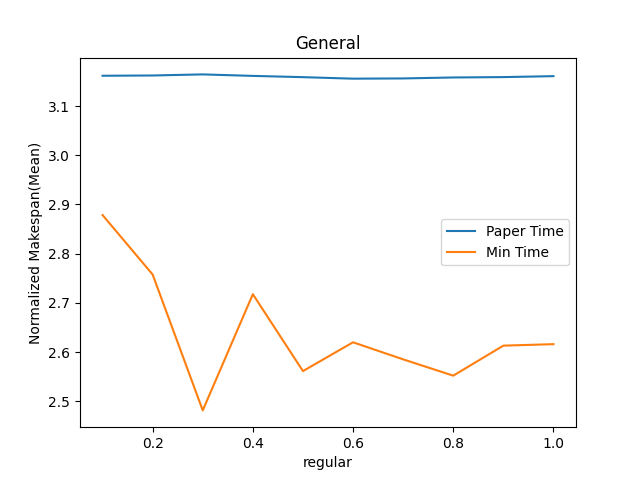 General
Normalized Makespan(Mean)
3.1
3.0
2.9
2.8
2.7
2.6
2.5
Paper Time
Min Time
0.2 0.4 0.6 0.8 1.0
regular